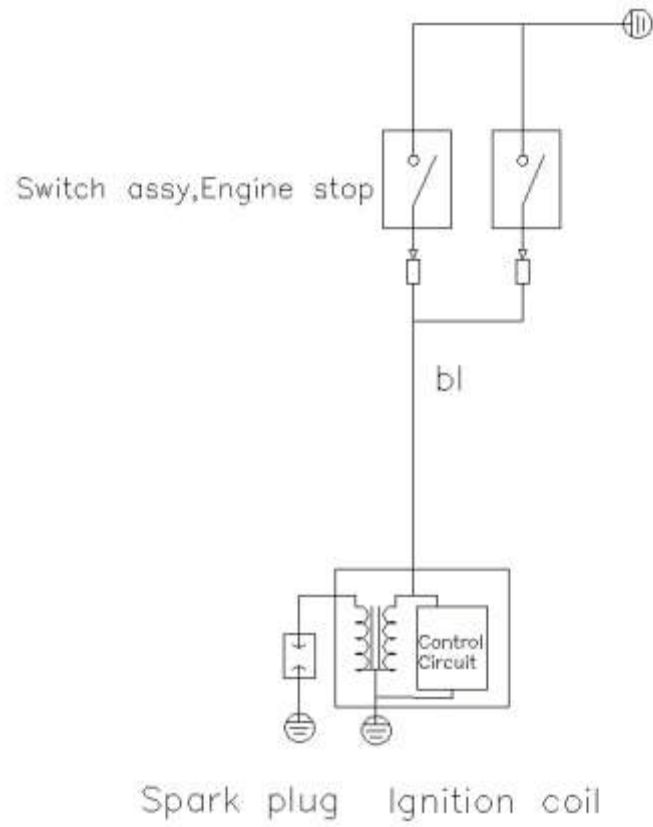 Switch assy,Engine stop
bl
Control
Circuit
Spark plug Ignition coil